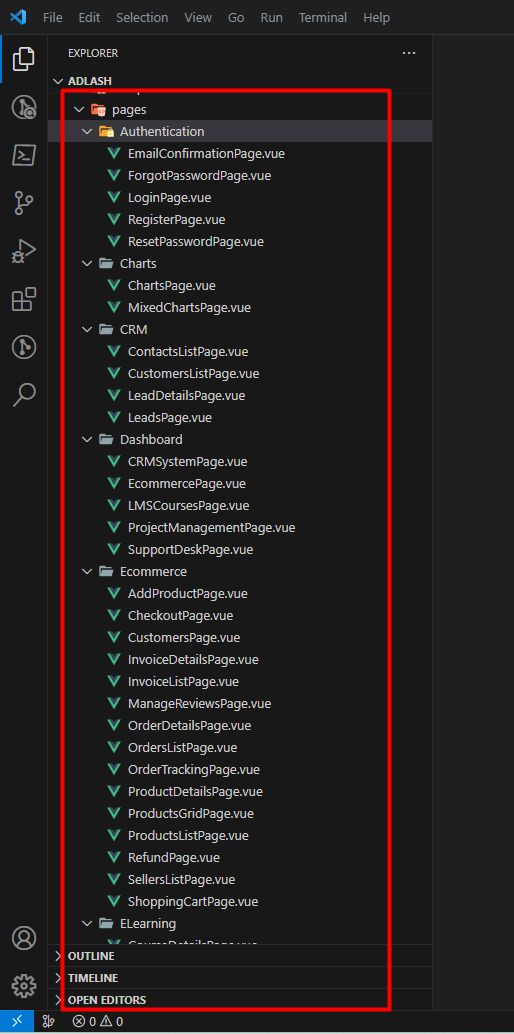 File Edit Selection View Go Run Terminal Help
EXPLORER
ADLASH
pages
Authentication
EmailConfirmationPage.vue
ForgotPasswordPage.vue
LoginPage.vue
RegisterPage.vue
ResetPasswordPage.vue
Charts
ChartsPage.vue
MixedChartsPage.vue
CRM
ContactsListPage.vue
CustomersListPage.vue
LeadDetailsPage.vue
LeadsPage.vue
Dashboard
CRMSystemPage.vue
EcommercePage.vue
LMSCoursesPage.vue
ProjectManagementPage.vue
SupportDeskPage.vue
Ecommerce
AddProductPage.vue
CheckoutPage.vue
CustomersPage.vue
InvoiceDetailsPage.vue
InvoiceListPage.vue
ManageReviewsPage.vue
OrderDetailsPage.vue
OrdersListPage.vue
OrderTrackingPage.vue
ProductDetailsPage.vue
ProductsGridPage.vue
ProductsListPage.vue
RefundPage.vue
SellersListPage.vue
ShoppingCartPage.vue
ELearning
CourseDetailsPage.vue
OUTLINE
TIMELINE
OPEN EDITORS
0 0